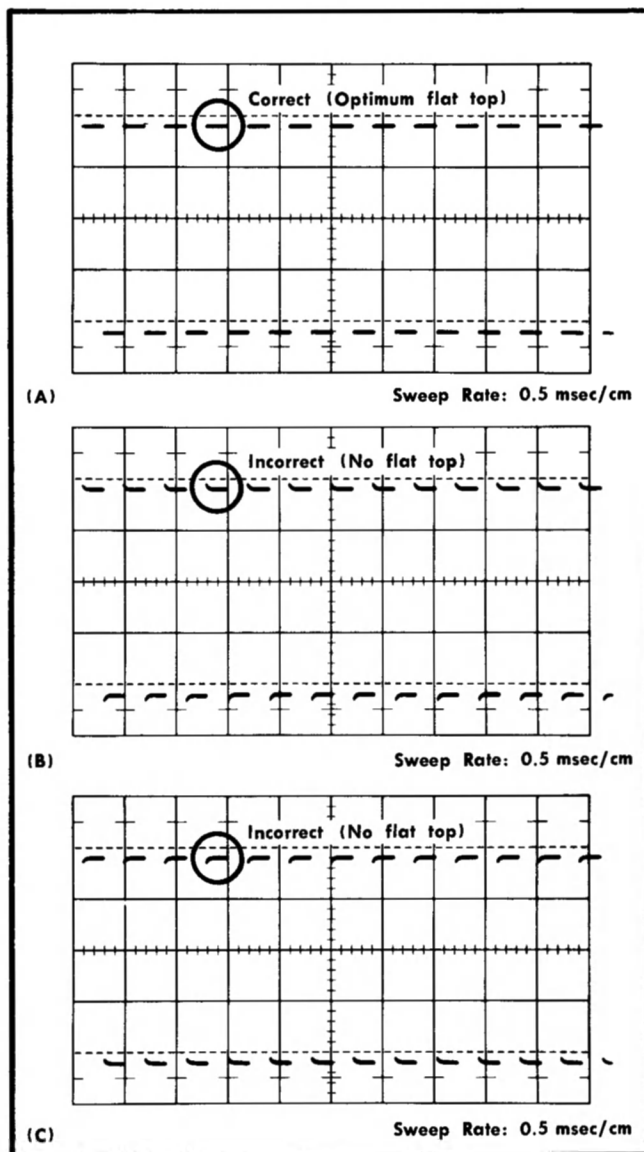 Correct (Optimum flat top)
(A)
Sweep Rate: 0.5 msec/cm
Incorrect (No flat top)
(B)
Sweep Rate: 0.5 msec/cm
Incorrect (No flat top)
(C)
Sweep Rate: 0.5 msec/cm